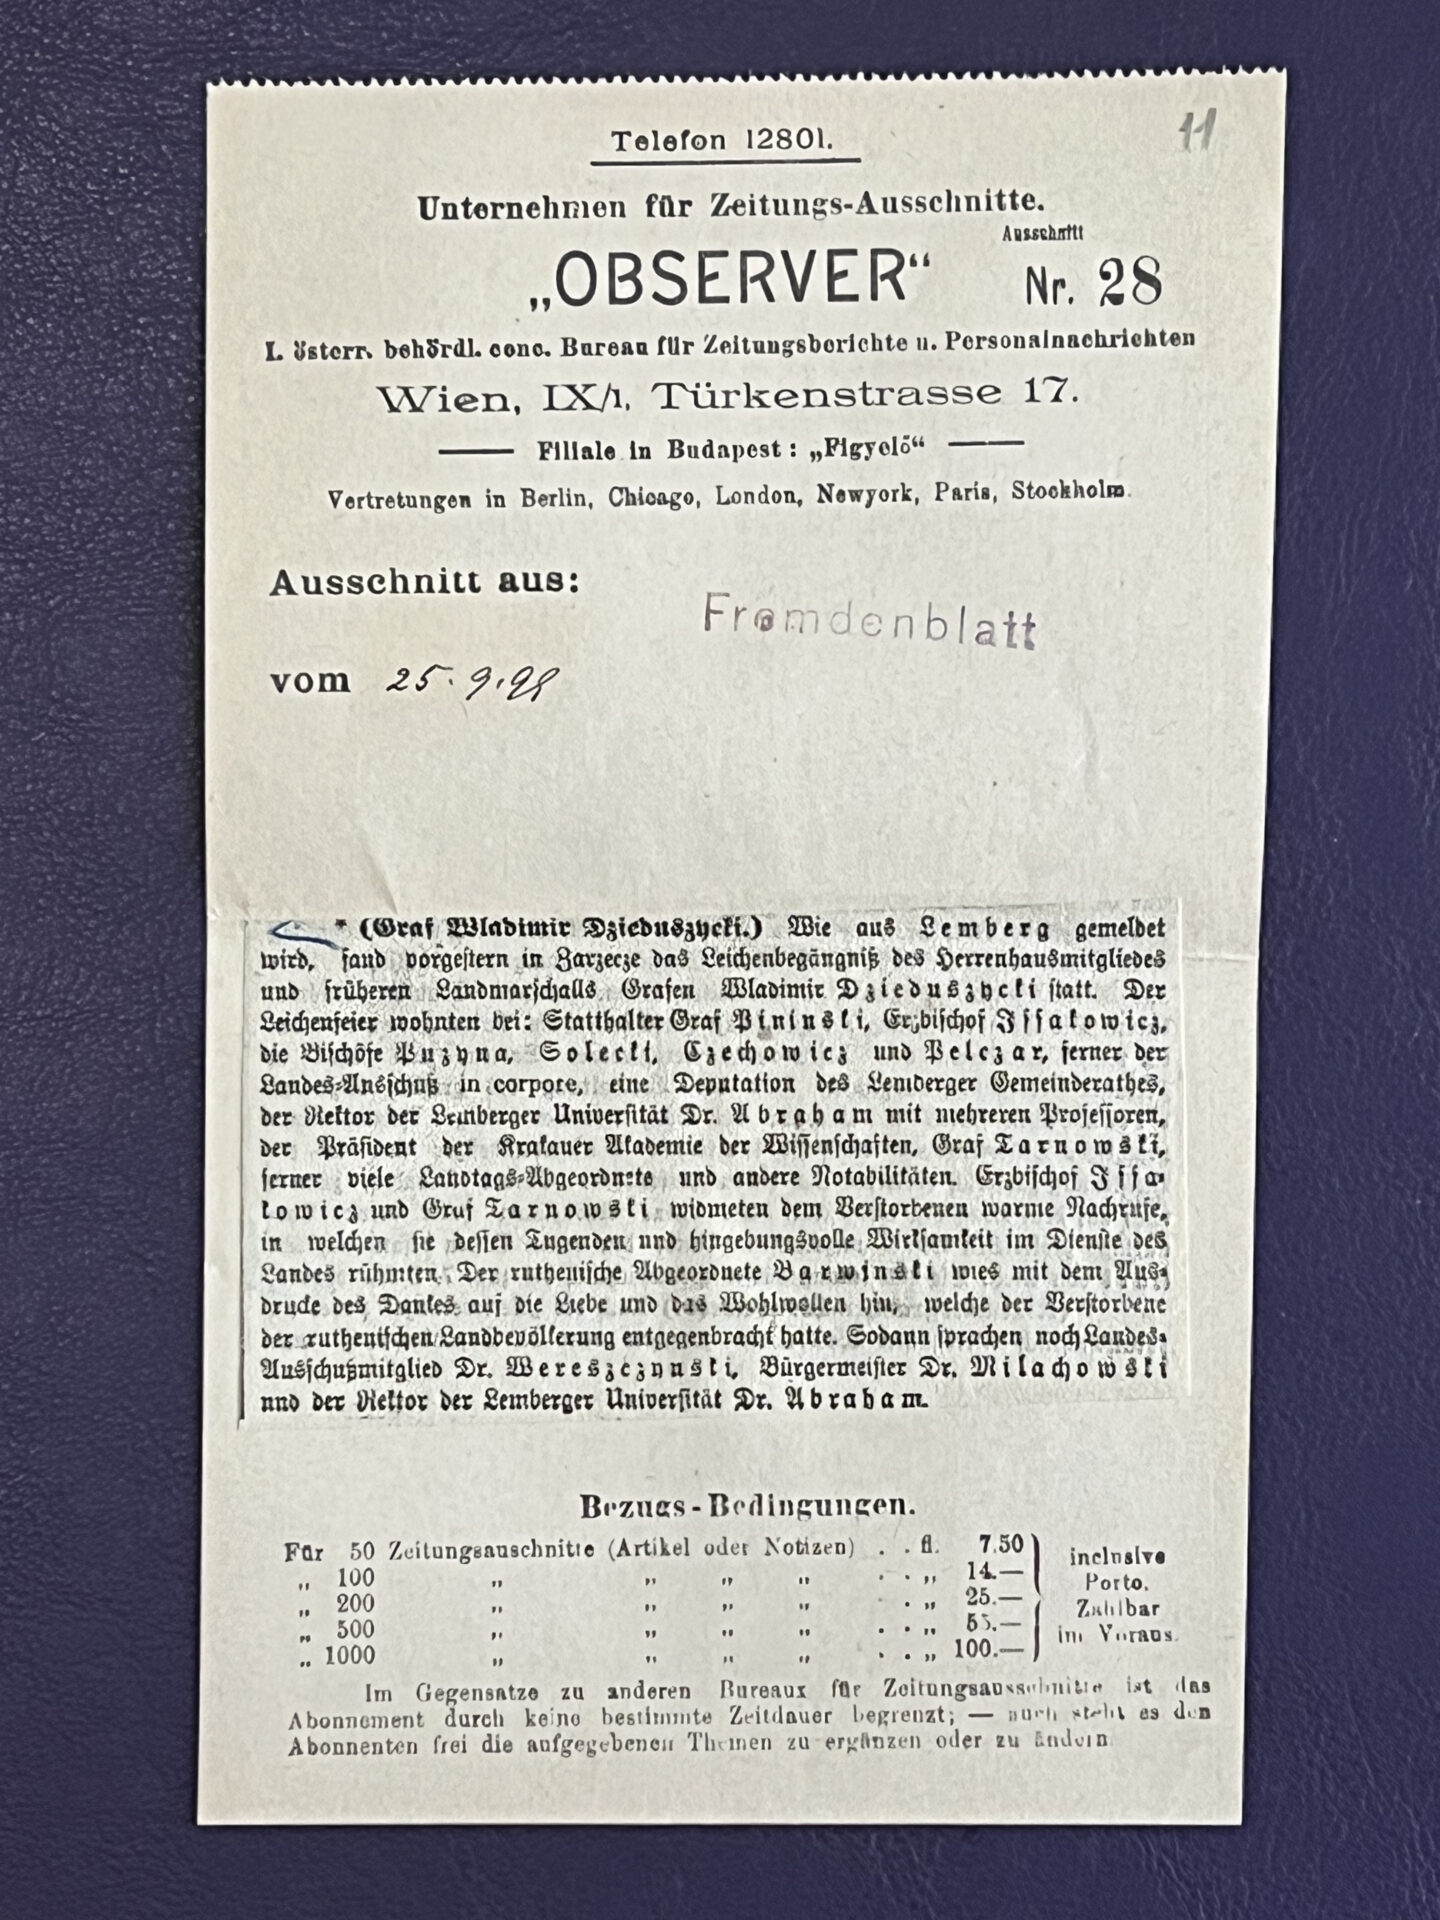 11
Telefon 12801.
Unternehmen für Zeitungs-Ausschnitte.
Ausschnitt
„OBSERVER“ Nr. 28
I. österr. behördl. conc. Bureau für Zeitungsberichte u. Personalnachrichten
Wien, IX/1, Türkenstrasse 17.
Filiale in Budapest: „Figyelő“
Vertretungen in Berlin, Chicago, London, Newyork, Paris, Stockholm.
Ausschnitt aus:
Fremdenblatt
vom 25.9.99
* (Graf Wladimir Dzieduszycki.) Wie aus Lemberg gemeldet
wird, fand vorgestern in Zarzecze das Leichenbegängniß des Herrenhausmitgliedes
und früheren Landmarschalls Grafen Wladimir Dzieduszycki statt. Der
Leichenfeier wohnten bei: Statthalter Graf Pininski, Erzbischof Issakowicz,
die Bischöfe Puzyna, Solecki, Czechowicz und Pelczar, ferner der
Landes-Ausschuß in corpore, eine Deputation des Lemberger Gemeinderathes,
der Rektor der Lemberger Universität Dr. Abraham mit mehreren Professoren,
der Präsident der Krakauer Akademie der Wissenschaften, Graf Tarnowski,
ferner viele Landtags-Abgeordnete und andere Notabilitäten. Erzbischof Issa-
kowicz und Graf Tarnowski widmeten dem Verstorbenen warme Nachrufe,
in welchen sie dessen Tugenden und hingebungsvolle Wirksamkeit im Dienste des
Landes rühmten. Der ruthenische Abgeordnete Barwinski wies mit dem Aus-
drucke des Dankes auf die Liebe und das Wohlwollen hin, welche der Verstorbene
der ruthenischen Landbevölkerung entgegenbracht hatte. Sodann sprachen noch Landes-
Ausschußmitglied Dr. Wereszczynski, Bürgermeister Dr. Milachowski
und der Rektor der Lemberger Universität Dr. Abraham.
Bezugs-Bedingungen.
Für 50 Zeitungsauschnitte (Artikel oder Notizen) . . fl. 7.50 inclusive
„ 100 „ „ „ „ . . „ 14.— Porto.
„ 200 „ „ „ „ . „ 25.— Zahlbar
„ 500 „ „ „ „ . . „ 55.— im Voraus.
„ 1000 „ „ „ „ . . „ 100.—
Im Gegensatze zu anderen Bureaux für Zeitungsausschnitte ist das
Abonnement durch keine bestimmte Zeitdauer begrenzt; — auch steht es den
Abonnenten frei die aufgegebenen Themen zu ergänzen oder zu ändern